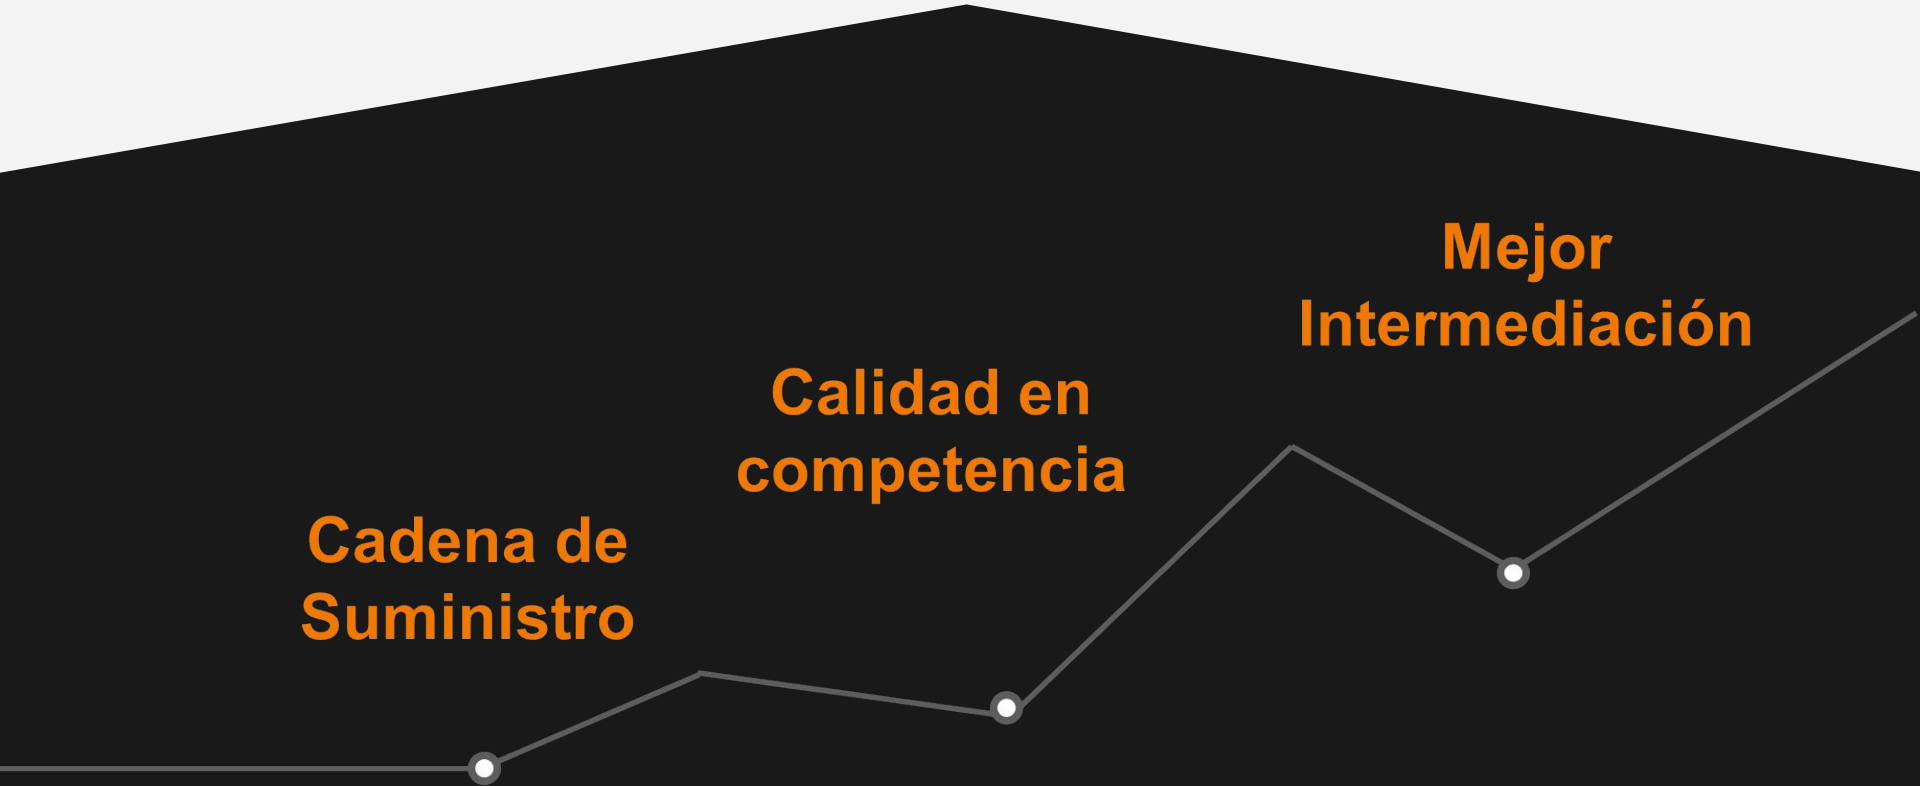 Mejor
Intermediación
Calidad en
competencia
Cadena de
Suministro